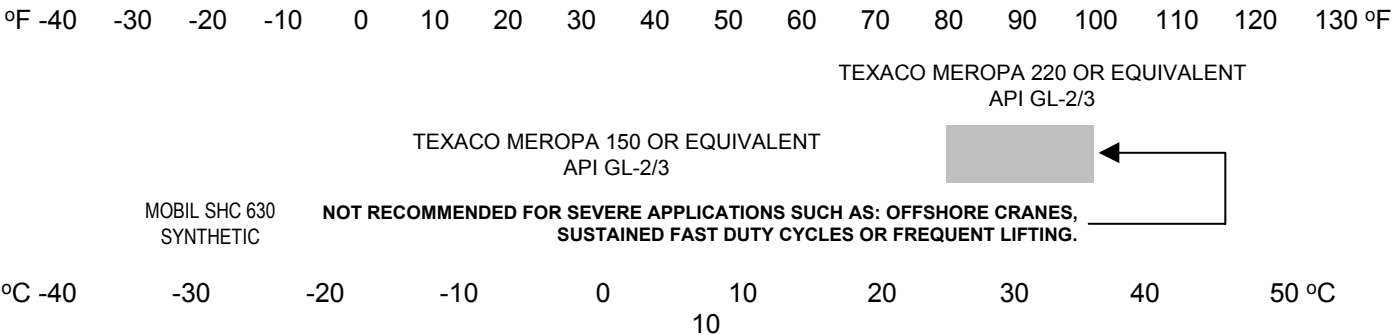 ºF -40 -30 -20 -10 0 10 20 30 40 50 60 70 80 90 100 110 120 130 ºF
TEXACO MEROPA 220 OR EQUIVALENT
API GL-2/3
TEXACO MEROPA 150 OR EQUIVALENT
API GL-2/3
MOBIL SHC 630
SYNTHETIC
NOT RECOMMENDED FOR SEVERE APPLICATIONS SUCH AS: OFFSHORE CRANES,
SUSTAINED FAST DUTY CYCLES OR FREQUENT LIFTING.
ºC -40 -30 -20 -10 0 10 20 30 40 50 ºC
10